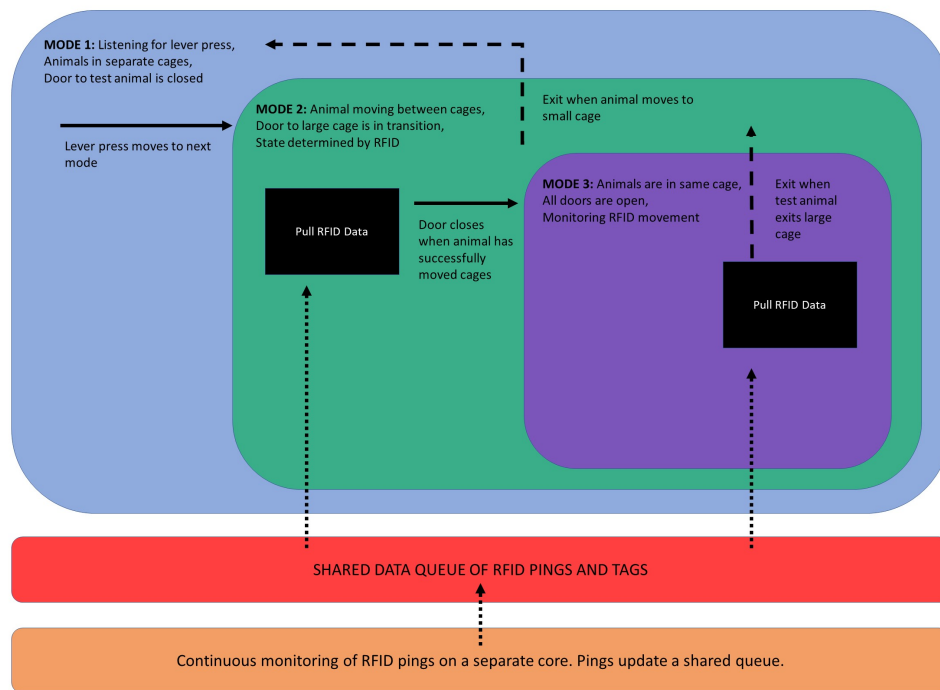 MODE 1: Listening for lever press,
Animals in separate cages,
Door to test animal is closed
Lever press moves to next
mode
MODE 2: Animal moving between cages,
Door to large cage is in transition,
State determined by RFID
Exit when animal moves to
small cage
Pull RFID Data
Door closes
when animal has
successfully
moved cages
MODE 3: Animals are in same cage,
All doors are open,
Monitoring RFID movement
Exit when
test animal
exits large
cage
Pull RFID Data
SHARED DATA QUEUE OF RFID PINGS AND TAGS
Continuous monitoring of RFID pings on a separate core. Pings update a shared queue.